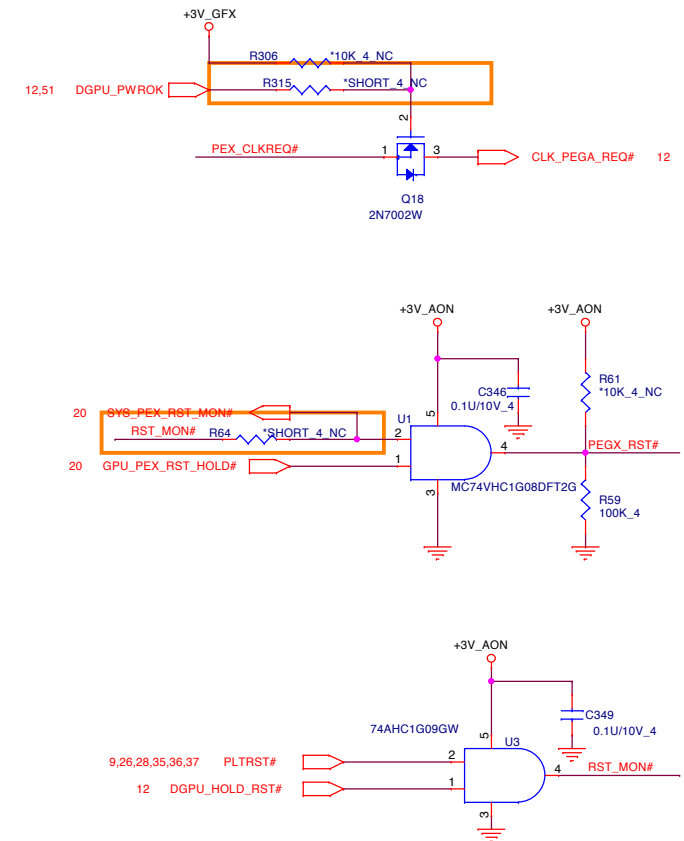 +3V_GFX
R306 *10K_4_NC
12,51 DGPU_PWROK R315 *SHORT_4_NC
2
PEX_CLKREQ# 1 3 CLK_PEGA_REQ# 12
Q18
2N7002W
+3V_AON +3V_AON
R61
*10K_4_NC
C346
0.1U/10V_4
20 SYS_PEX_RST_MON# U1 5
RST_MON# R64 *SHORT_4_NC 2
4 PEGX_RST#
20 GPU_PEX_RST_HOLD# 1
3 MC74VHC1G08DFT2G
R59
100K_4
+3V_AON
C349
0.1U/10V_4
74AHC1G09GW 5 U3
9,26,28,35,36,37 PLTRST# 2
4 RST_MON#
12 DGPU_HOLD_RST# 1
3